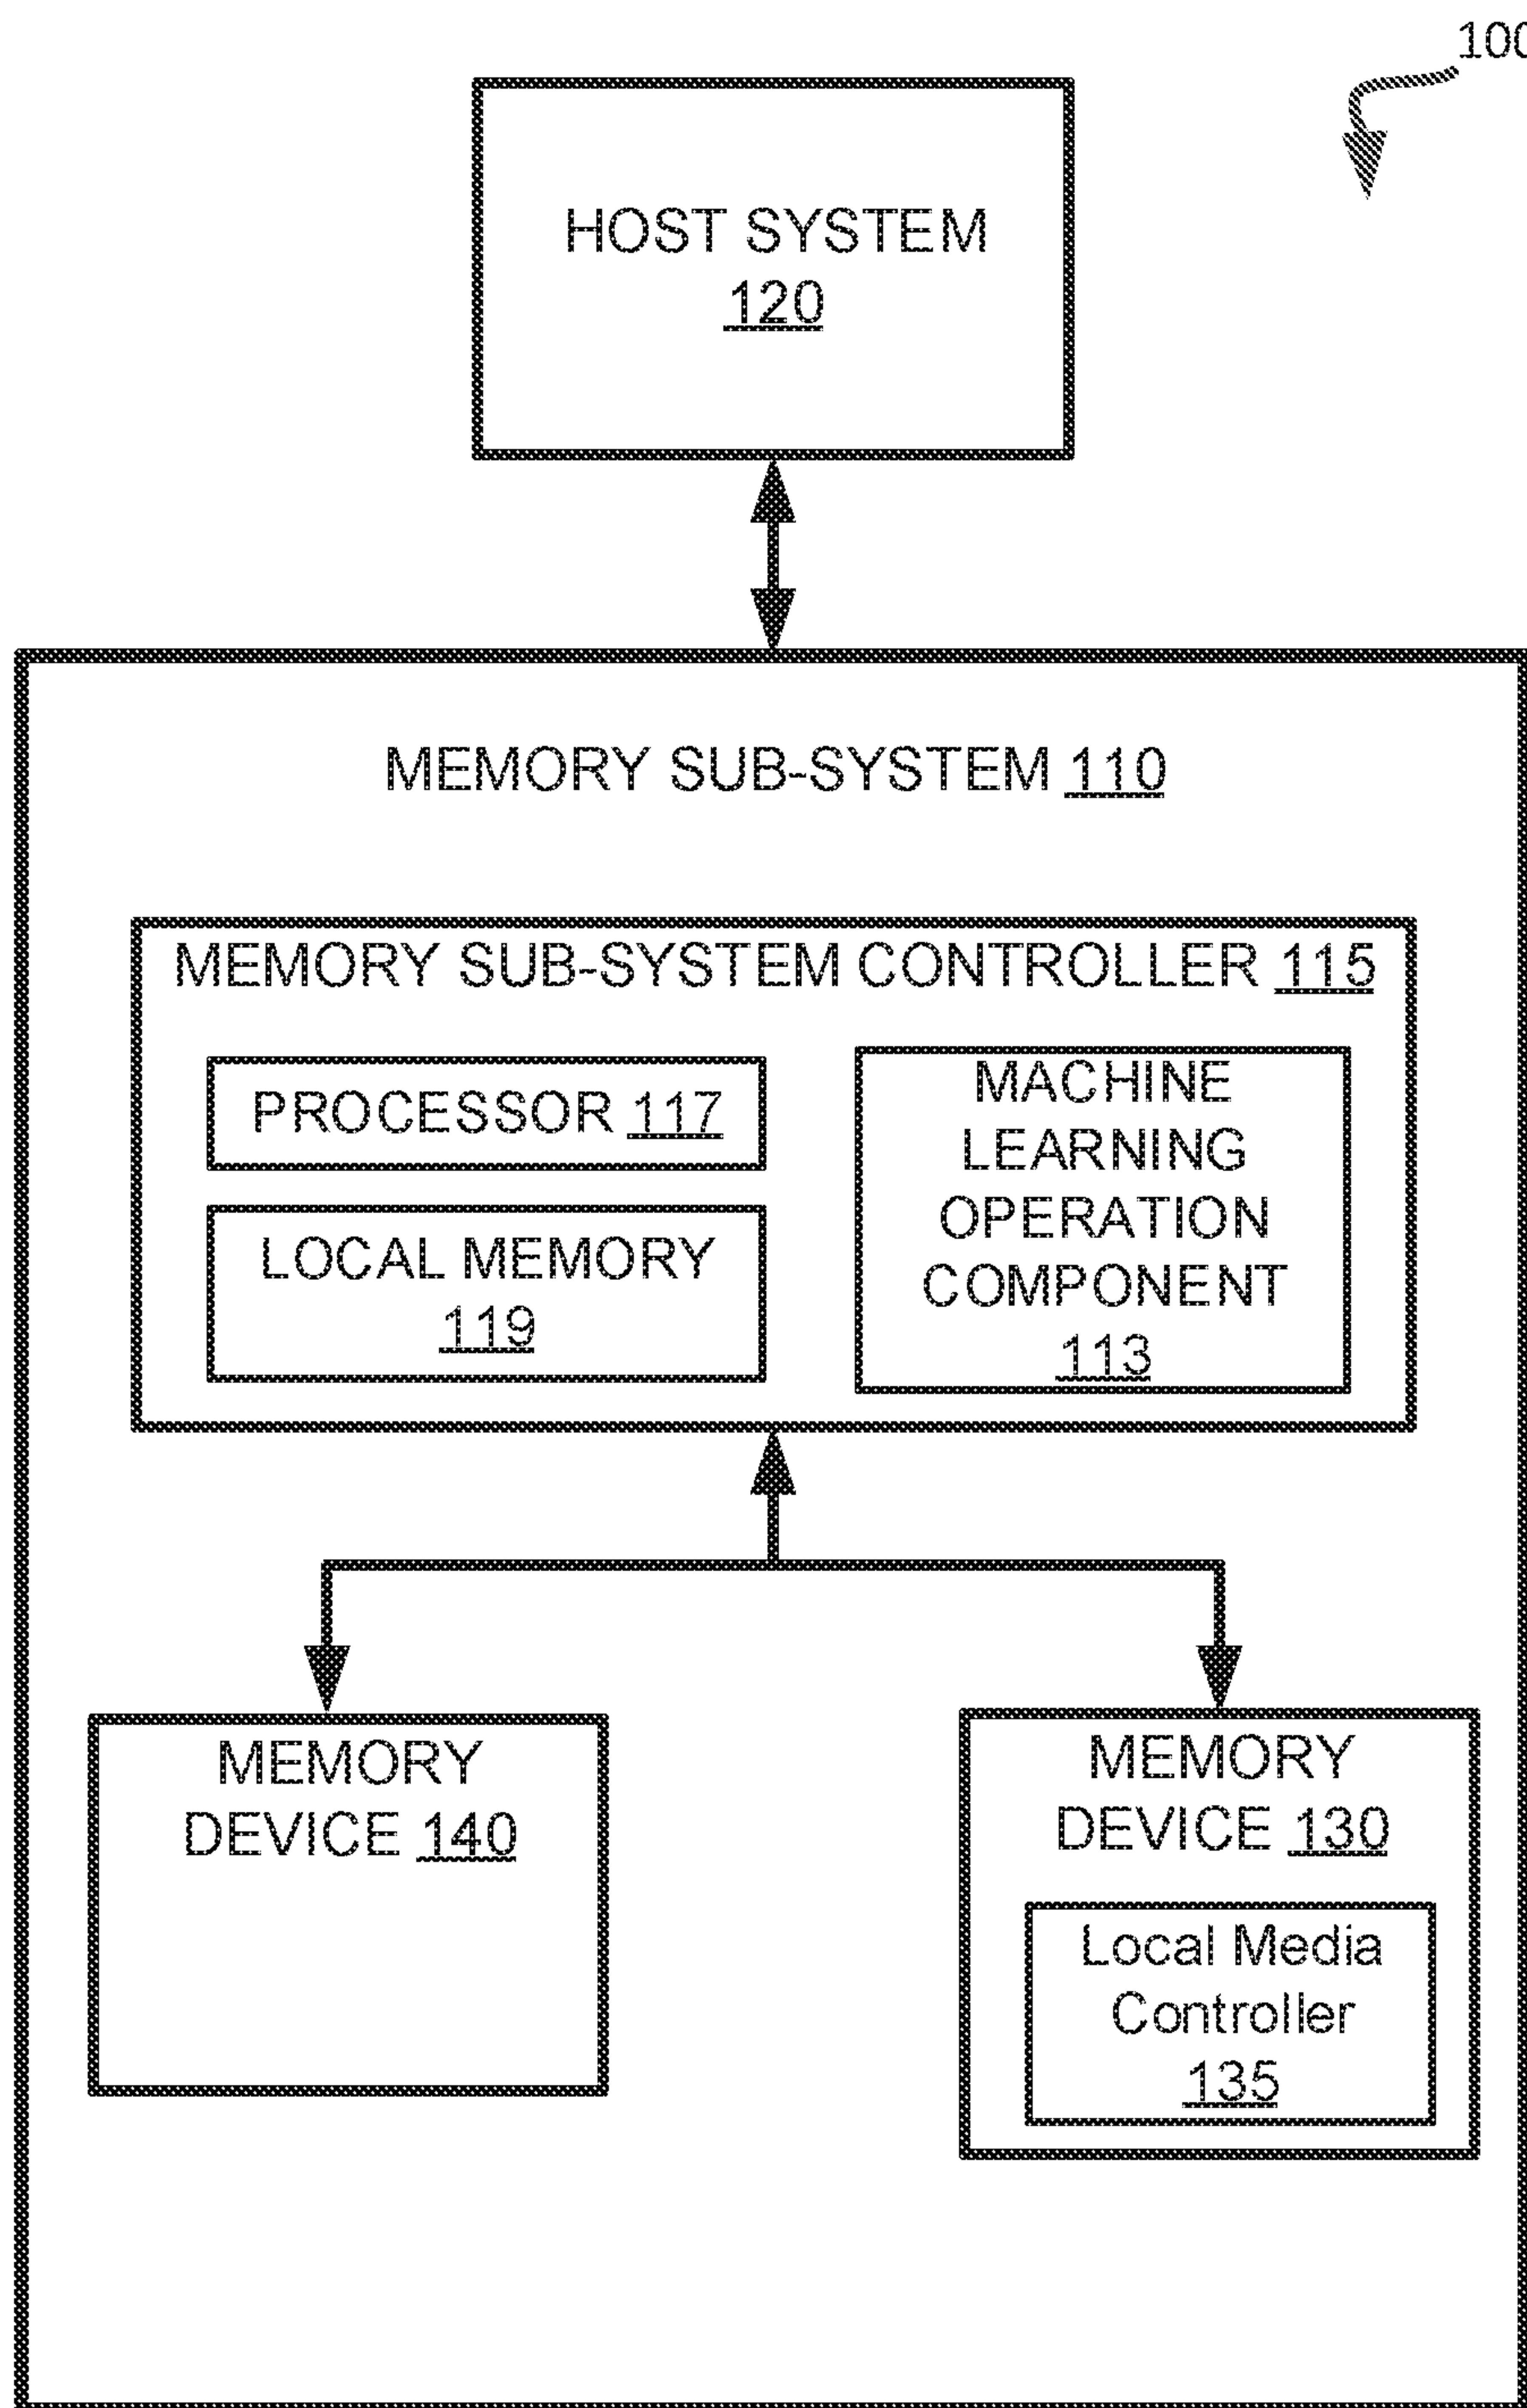 100
HOST SYSTEM
120
MEMORY SUB-SYSTEM 110
MEMORY SUB-SYSTEM CONTROLLER 115
PROCESSOR 117
LOCAL MEMORY
119
MACHINE
LEARNING
OPERATION
COMPONENT
113
MEMORY
DEVICE 140
MEMORY
DEVICE 130
Local Media
Controller
135